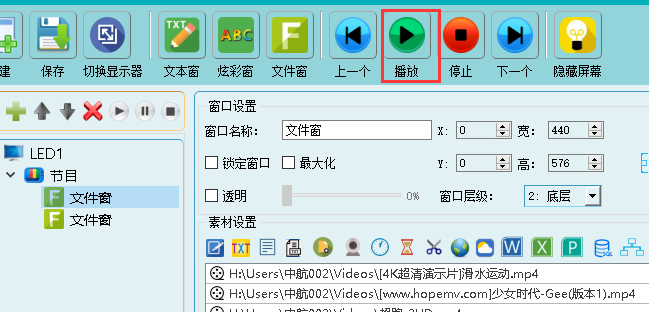 建 保存 切换显示器 文本窗 炫彩窗 文件窗 上一个 播放 停止 下一个 隐藏屏幕
TXT ABC F
LED1
节目
F 文件窗
F 文件窗
窗口设置
窗口名称: 文件窗 X: 0 宽: 440
锁定窗口 最大化 Y: 0 高: 576
透明 0% 窗口层级: 2: 底层
素材设置
TXT W X P SQL
H:\Users\中航002\Videos\[4K超清演示片]滑水运动.mp4
H:\Users\中航002\Videos\[www.hopemv.com]少女时代-Gee(版本1).mp4